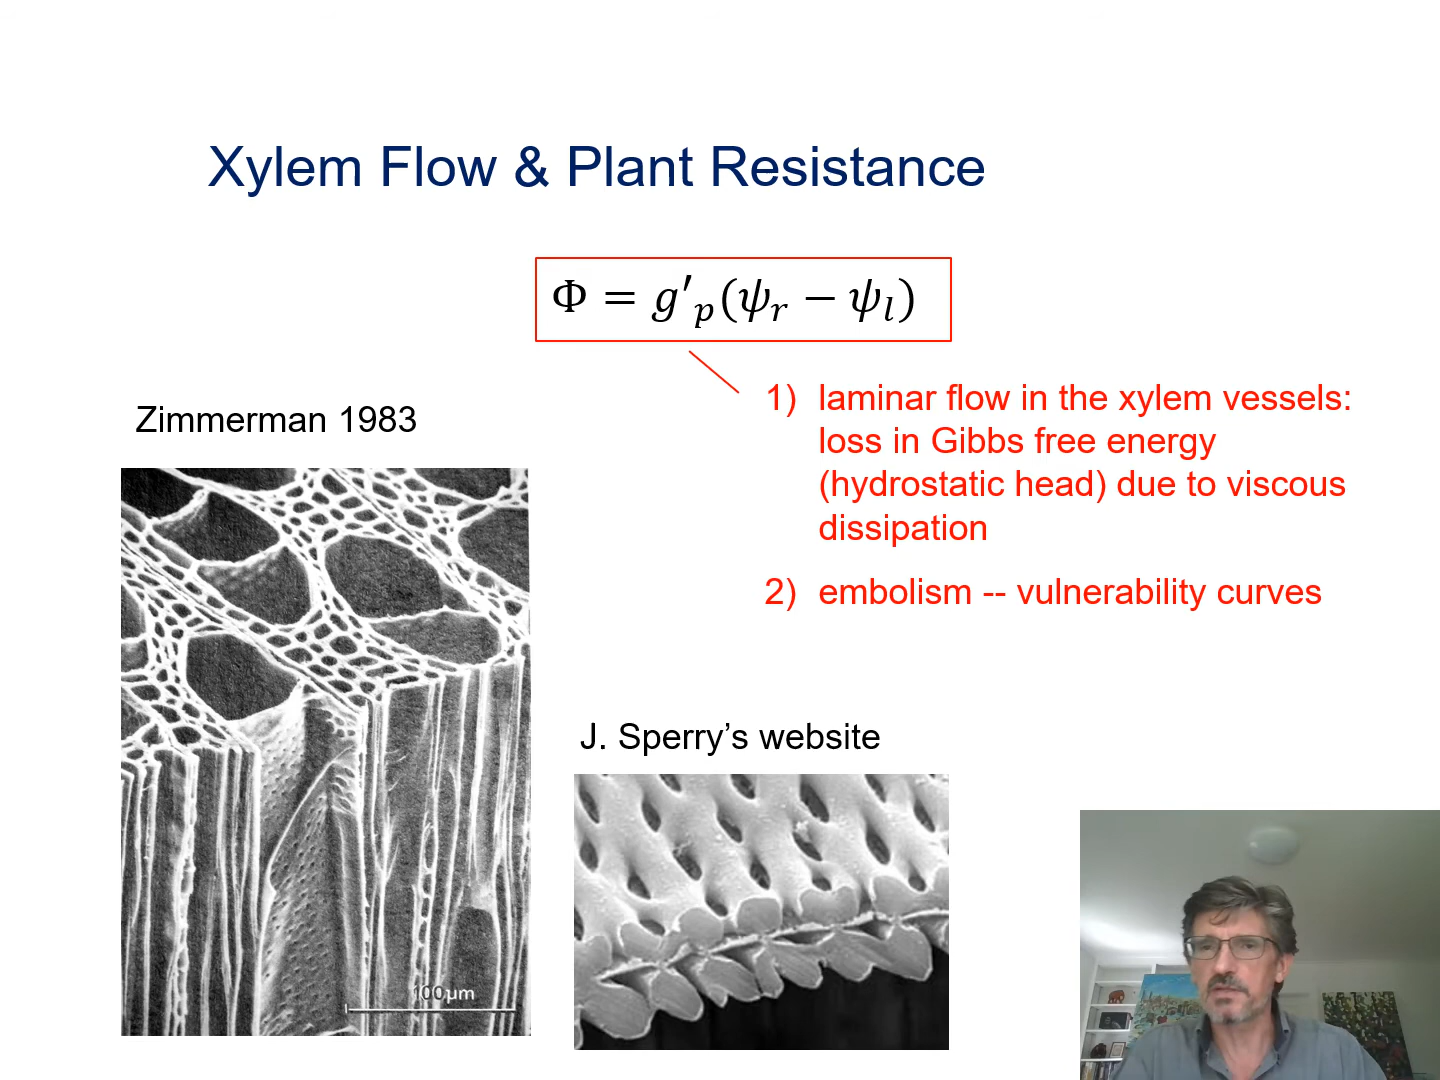 Xylem Flow & Plant Resistance
Φ = g′ₚ(ψᵣ − ψₗ)
Zimmerman 1983
1) laminar flow in the xylem vessels:
loss in Gibbs free energy
(hydrostatic head) due to viscous
dissipation
2) embolism -- vulnerability curves
J. Sperry’s website
100µm